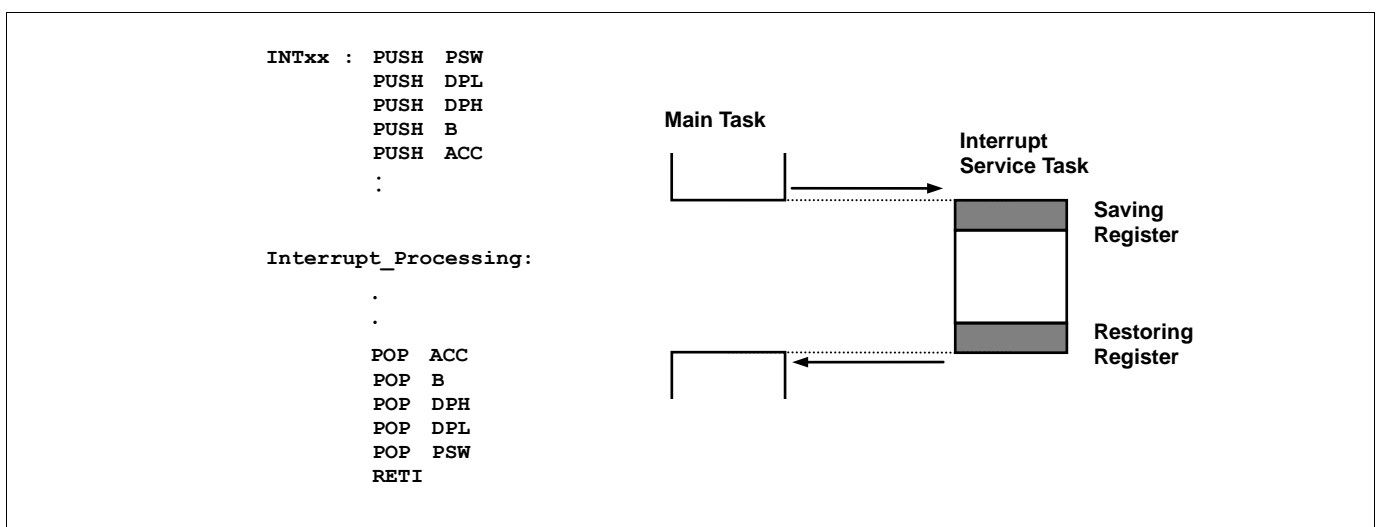 INTxx : PUSH PSW
PUSH DPL
PUSH DPH
PUSH B
PUSH ACC
:
Interrupt_Processing:
.
.
POP ACC
POP B
POP DPH
POP DPL
POP PSW
RETI
Main Task
Interrupt
Service Task
Saving
Register
Restoring
Register